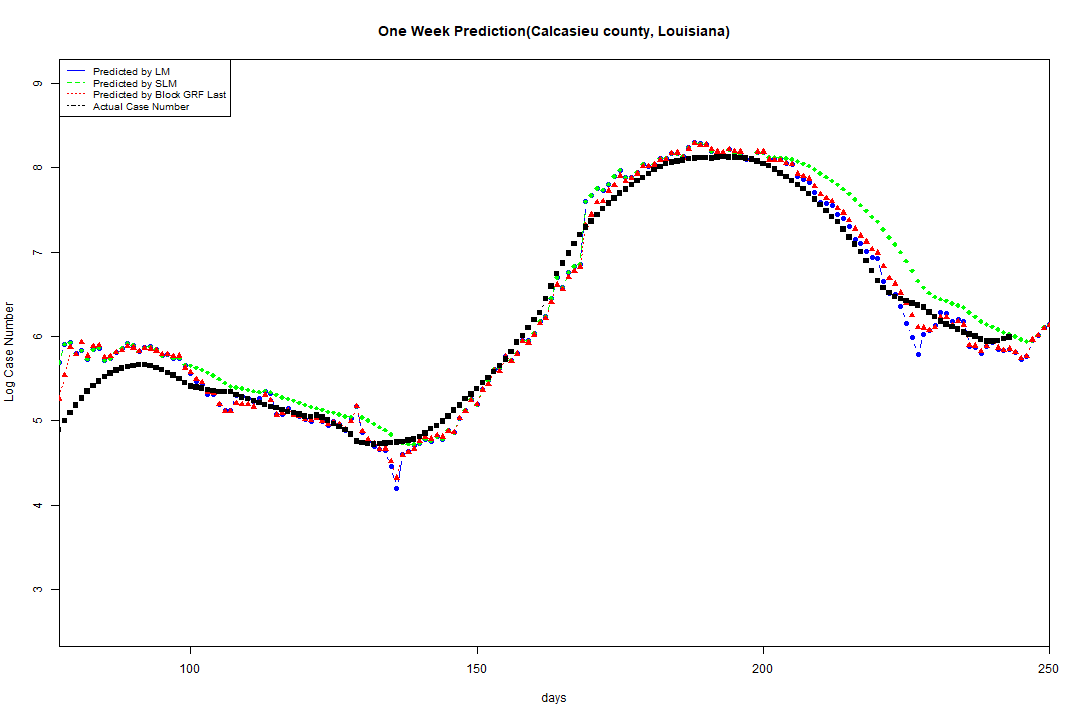 One Week Prediction(Calcasieu county, Louisiana)
Predicted by LM
Predicted by SLM
Predicted by Block GRF Last
Actual Case Number
9
8
7
6
5
4
3
Log Case Number
100 150 200 250
days